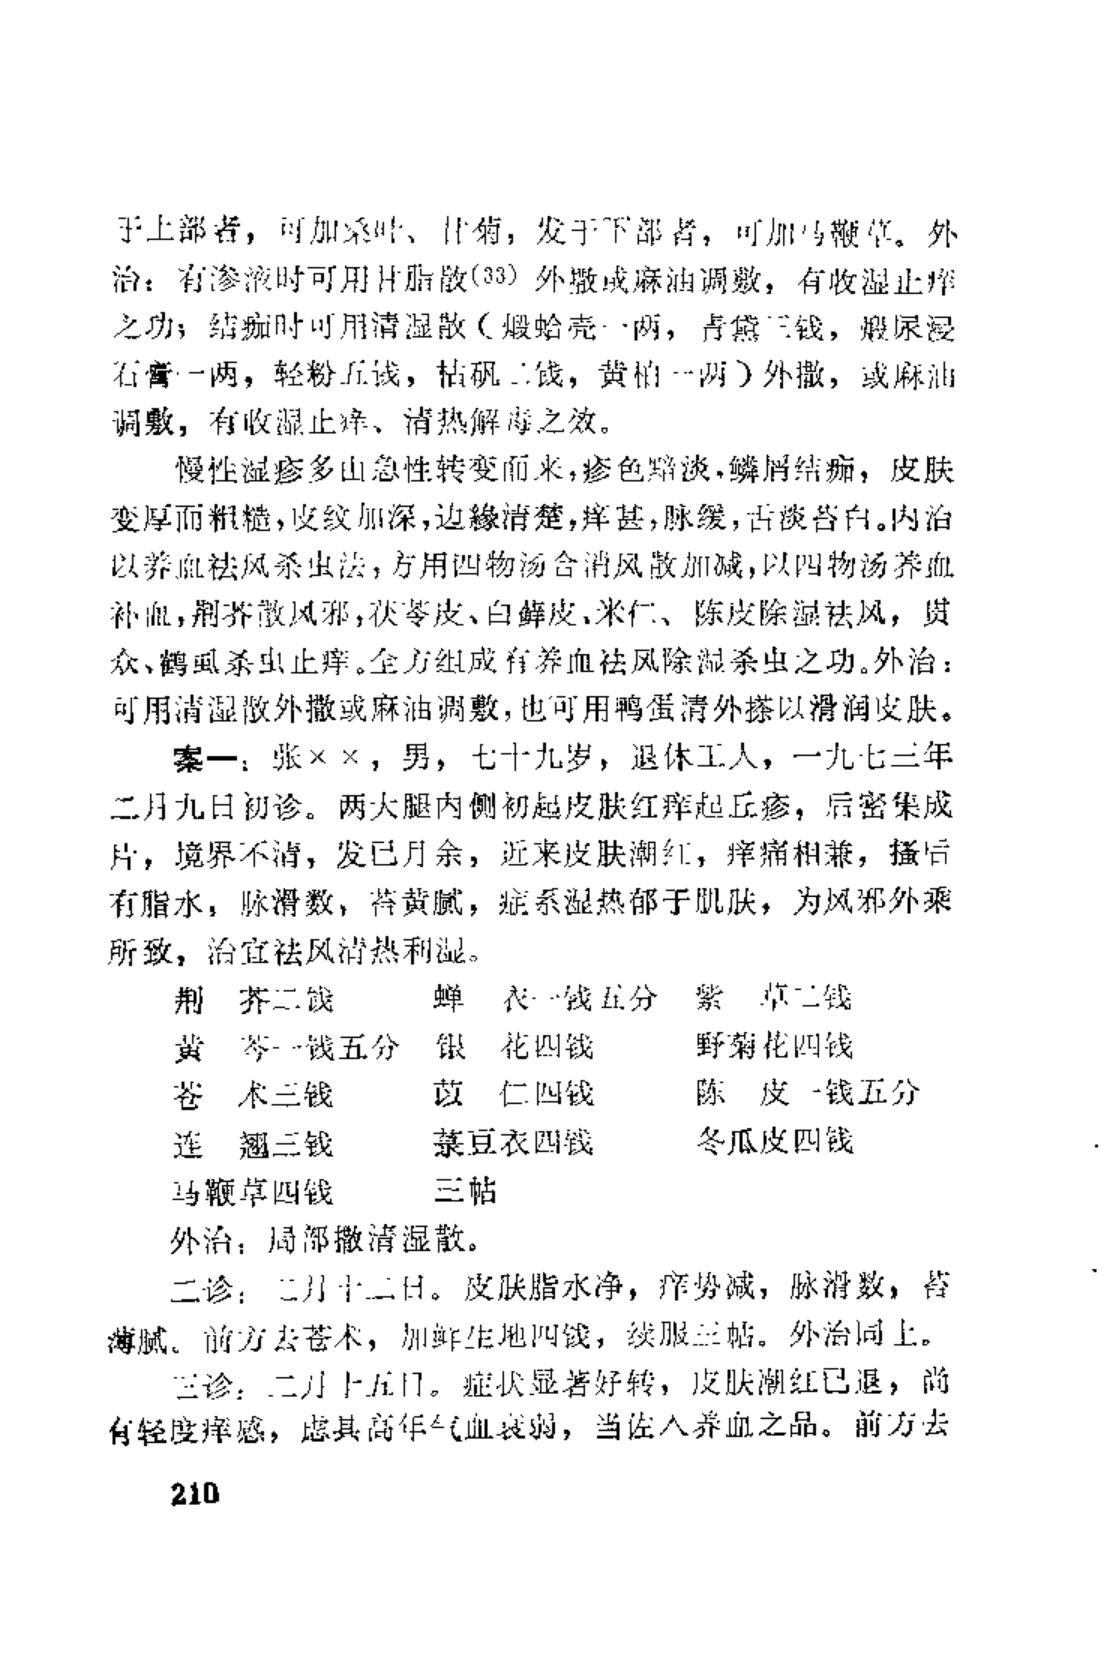 于上部者，可加桑叶、甘菊，发于下部者，可加马鞭草。外
治：有渗液时可用甘脂散(33) 外撒或麻油调敷，有收湿止痒
之功；结痂时可用清湿散（煅蛤壳一两，青黛三钱，煅尿浸
石膏一两，轻粉五钱，枯矾二钱，黄柏一两）外撒，或麻油
调敷，有收湿止痒、清热解毒之效。
慢性湿疹多由急性转变而来，疹色黯淡，鳞屑结痂，皮肤
变厚而粗糙，皮纹加深，边缘清楚，痒甚，脉缓，舌淡苔白。内治
以养血祛风杀虫法，方用四物汤合消风散加减，以四物汤养血
补血，荆芥散风邪，茯苓皮、白藓皮、米仁、陈皮除湿祛风，贯
众、鹤虱杀虫止痒。全方组成有养血祛风除湿杀虫之功。外治：
可用清湿散外撒或麻油调敷，也可用鸭蛋清外搽以滑润皮肤。
案一：张××，男，七十九岁，退休工人，一九七三年
二月九日初诊。两大腿内侧初起皮肤红痒起丘疹，后密集成
片，境界不清，发已月余，近来皮肤潮红，痒痛相兼，搔后
有脂水，脉滑数，苔黄腻，症系湿热郁于肌肤，为风邪外乘
所致，治宜祛风清热利湿。
荆　芥二钱　蝉　衣一钱五分　紫　草二钱
黄　芩一钱五分　银　花四钱　野菊花四钱
苍　术三钱　苡　仁四钱　陈　皮一钱五分
连　翘三钱　菉豆衣四钱　冬瓜皮四钱
马鞭草四钱　三帖
外治：局部撒清湿散。
二诊：二月十二日。皮肤脂水净，痒势减，脉滑数，苔
薄腻。前方去苍术，加鲜生地四钱，续服三帖。外治同上。
三诊：二月十五日。症状显著好转，皮肤潮红已退，尚
有轻度痒感，虑其高年气血衰弱，当佐入养血之品。前方去
210